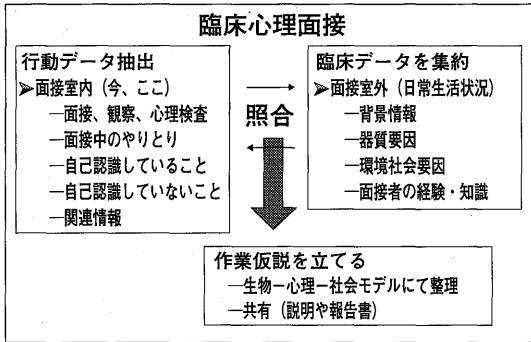 臨床心理面接
行動データ抽出
➢面接室内（今、ここ）
―面接、観察、心理検査
―面接中のやりとり
―自己認識していること
―自己認識していないこと
―関連情報
照合
臨床データを集約
➢面接室外（日常生活状況）
―背景情報
―器質要因
―環境社会要因
―面接者の経験・知識
作業仮説を立てる
―生物－心理－社会モデルにて整理
―共有（説明や報告書）